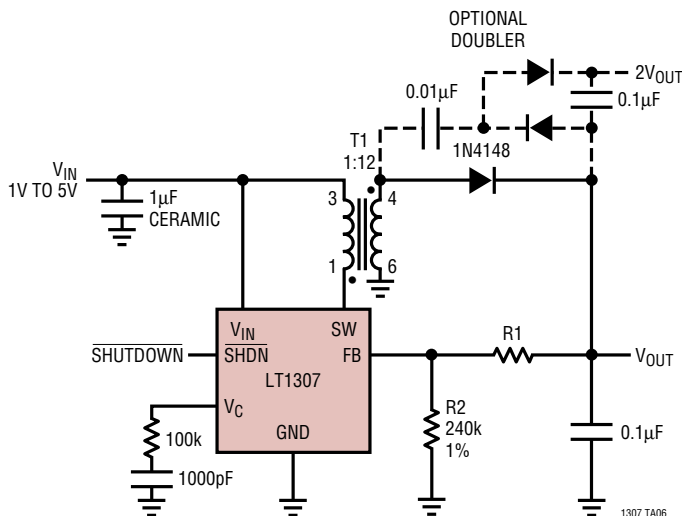 OPTIONAL
DOUBLER
2VOUT
0.01µF
0.1µF
T1
1:12
1N4148
VIN
1V TO 5V
1µF
CERAMIC
3
4
1
6
VIN
SW
SHUTDOWN
SHDN
FB
LT1307
R1
VOUT
VC
GND
R2
240k
1%
100k
1000pF
0.1µF
1307 TA06